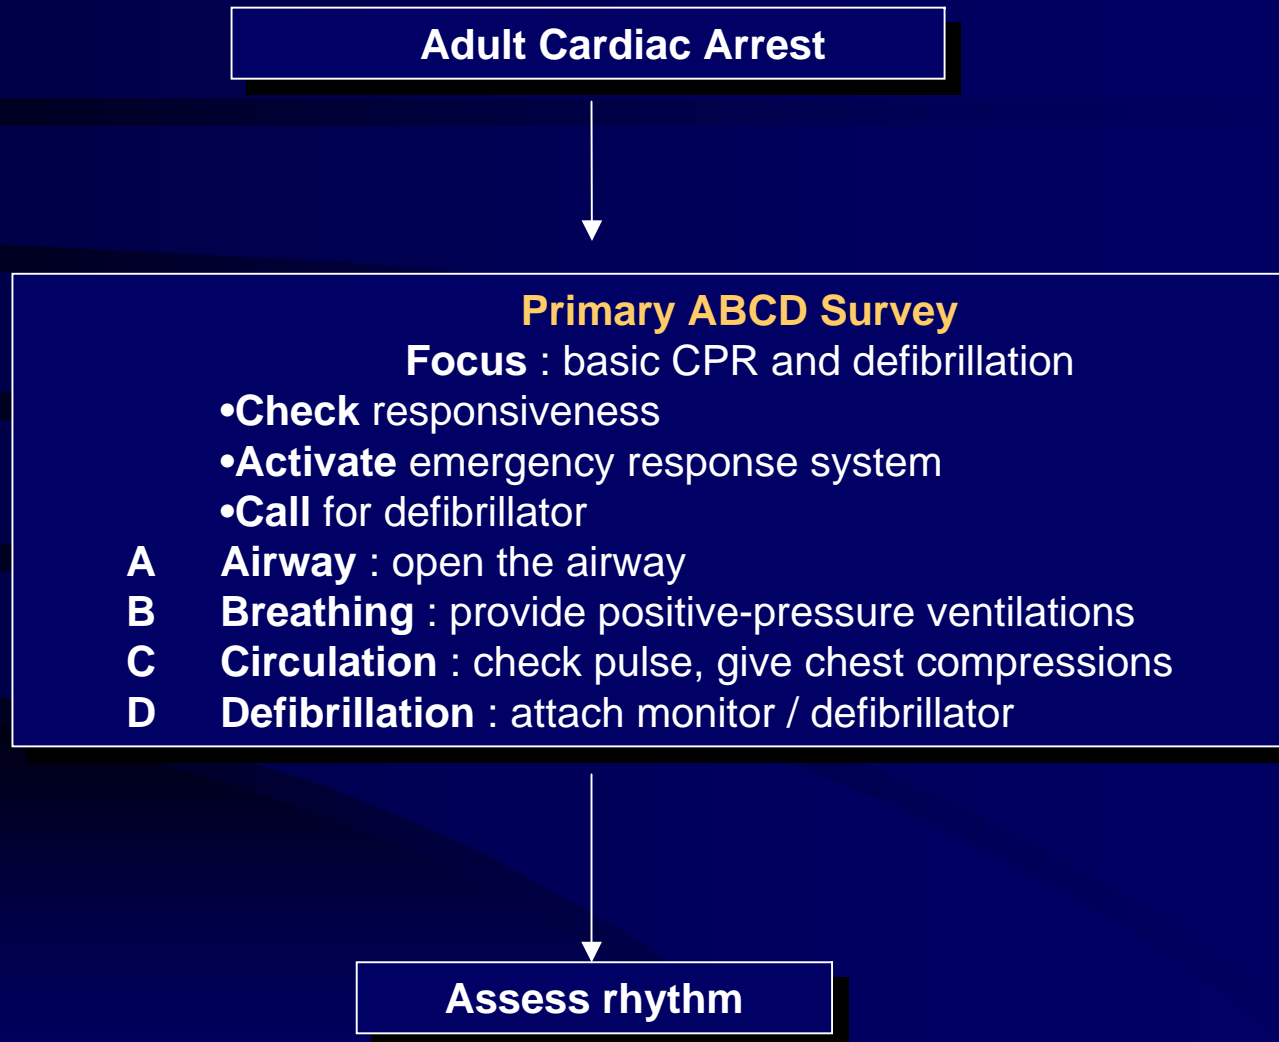 Adult Cardiac Arrest
Primary ABCD Survey
Focus : basic CPR and defibrillation
•Check responsiveness
•Activate emergency response system
•Call for defibrillator
A Airway : open the airway
B Breathing : provide positive-pressure ventilations
C Circulation : check pulse, give chest compressions
D Defibrillation : attach monitor / defibrillator
Assess rhythm